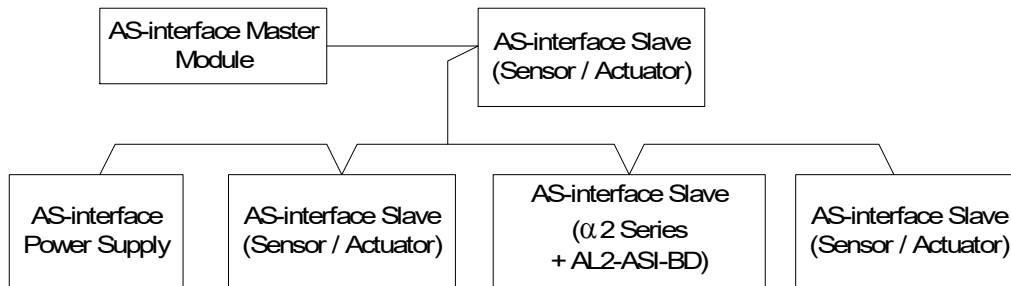 AS-interface Master
Module
AS-interface Slave
(Sensor / Actuator)
AS-interface
Power Supply
AS-interface Slave
(Sensor / Actuator)
AS-interface Slave
(α2 Series
+ AL2-ASI-BD)
AS-interface Slave
(Sensor / Actuator)